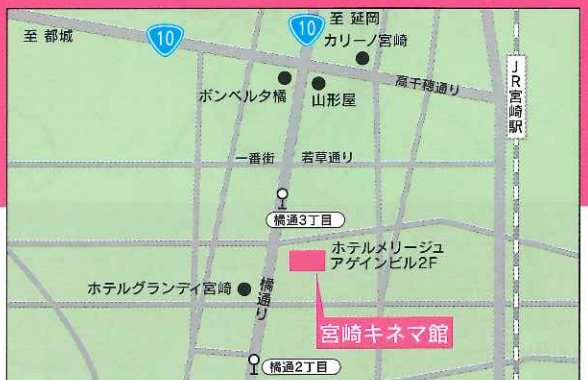 至 延岡
至 都城
10
10
カリーノ宮崎
ボンベルタ橘
山形屋
高千穂通り
JR宮崎駅
一番街
若草通り
橘通3丁目
ホテルメリージュ
アゲインビル2F
ホテルグランディ宮崎
橘通り
宮崎キネマ館
橘通2丁目